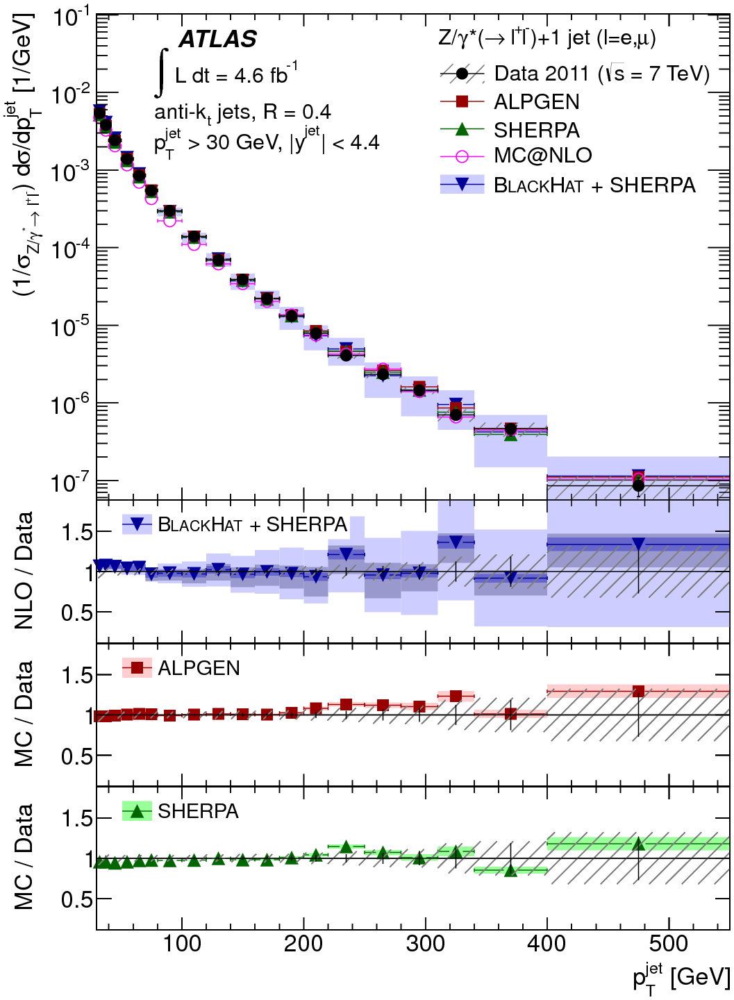 ATLAS
∫ L dt = 4.6 fb⁻¹
anti-kₜ jets, R = 0.4
p_T^jet > 30 GeV, |y^jet| < 4.4
Z/γ*(→ l⁺l⁻)+1 jet (l=e,μ)
Data 2011 (√s = 7 TeV)
ALPGEN
SHERPA
MC@NLO
BLACKHAT + SHERPA
(1/σ_{Z/γ* → l⁺l⁻}) dσ/dp_T^jet [1/GeV]
10⁻¹
10⁻²
10⁻³
10⁻⁴
10⁻⁵
10⁻⁶
10⁻⁷
NLO / Data
BLACKHAT + SHERPA
1.5
1
0.5
MC / Data
ALPGEN
1.5
1
0.5
MC / Data
SHERPA
1.5
1
0.5
100 200 300 400 500
p_T^jet [GeV]